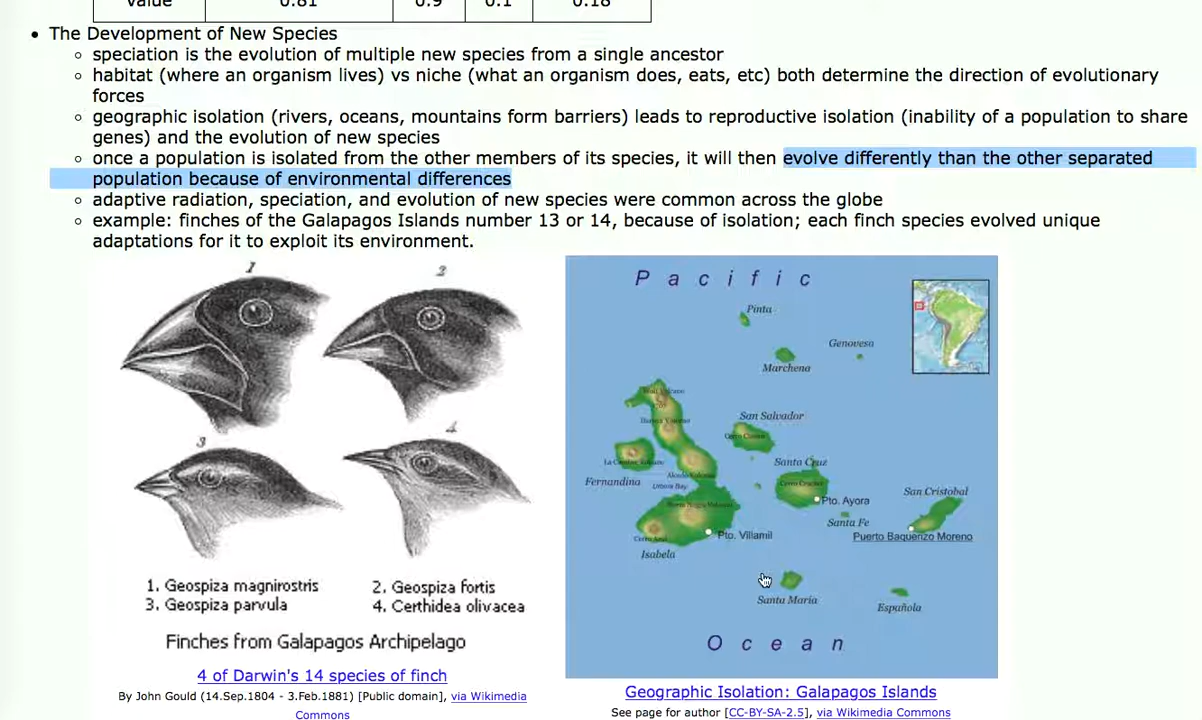 value 0.81 0.9 0.1 0.18
The Development of New Species
speciation is the evolution of multiple new species from a single ancestor
habitat (where an organism lives) vs niche (what an organism does, eats, etc) both determine the direction of evolutionary
forces
geographic isolation (rivers, oceans, mountains form barriers) leads to reproductive isolation (inability of a population to share
genes) and the evolution of new species
once a population is isolated from the other members of its species, it will then evolve differently than the other separated
population because of environmental differences
adaptive radiation, speciation, and evolution of new species were common across the globe
example: finches of the Galapagos Islands number 13 or 14, because of isolation; each finch species evolved unique
adaptations for it to exploit its environment.
1
2
3
4
1. Geospiza magnirostris
2. Geospiza fortis
3. Geospiza parvula
4. Certhidea olivacea
Finches from Galapagos Archipelago
4 of Darwin's 14 species of finch
By John Gould (14.Sep.1804 - 3.Feb.1881) [Public domain], via Wikimedia
Commons
Pacific
Pinta
Genovesa
Marchena
San Salvador
Santa Cruz
Fernandina
Urbina Bay
Pto. Ayora
San Cristobal
Santa Fe
Puerto Baquerizo Moreno
Pto. Villamil
Isabela
Santa Maria
Española
Ocean
Geographic Isolation: Galapagos Islands
See page for author [CC-BY-SA-2.5], via Wikimedia Commons